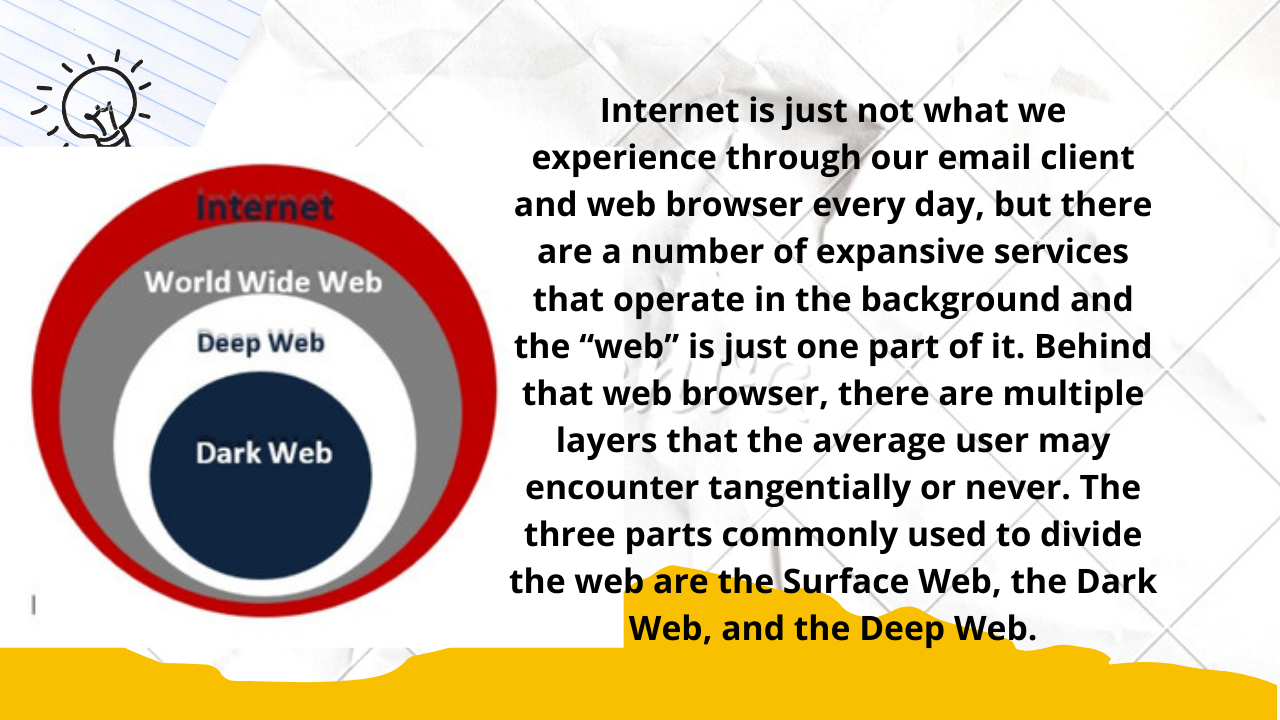 Internet
World Wide Web
Deep Web
Dark Web
Internet is just not what we
experience through our email client
and web browser every day, but there
are a number of expansive services
that operate in the background and
the “web” is just one part of it. Behind
that web browser, there are multiple
layers that the average user may
encounter tangentially or never. The
three parts commonly used to divide
the web are the Surface Web, the Dark
Web, and the Deep Web.